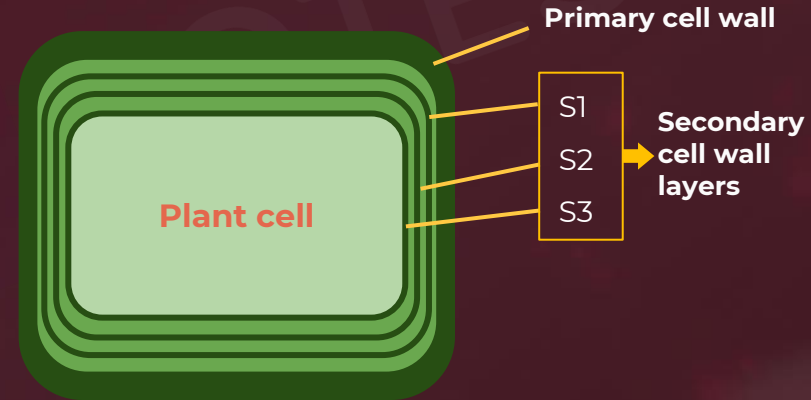 Primary cell wall
S1
S2
S3
Secondary
cell wall
layers
Plant cell